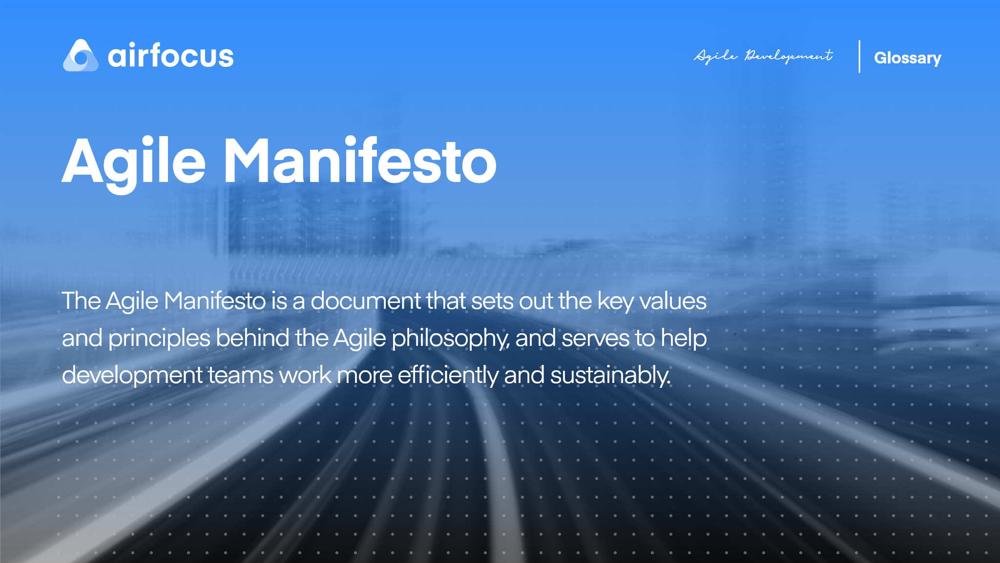 airfocus
Agile Development
Glossary
Agile Manifesto
The Agile Manifesto is a document that sets out the key values
and principles behind the Agile philosophy, and serves to help
development teams work more efficiently and sustainably.